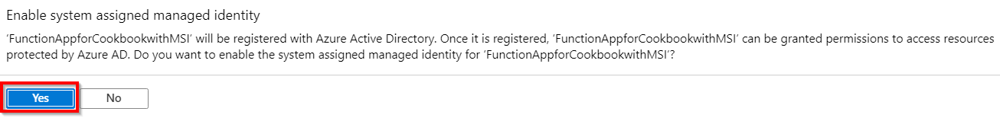 Enable system assigned managed identity
'FunctionAppforCookbookwithMSI' will be registered with Azure Active Directory. Once it is registered, 'FunctionAppforCookbookwithMSI' can be granted permissions to access resources
protected by Azure AD. Do you want to enable the system assigned managed identity for 'FunctionAppforCookbookwithMSI'?
Yes No